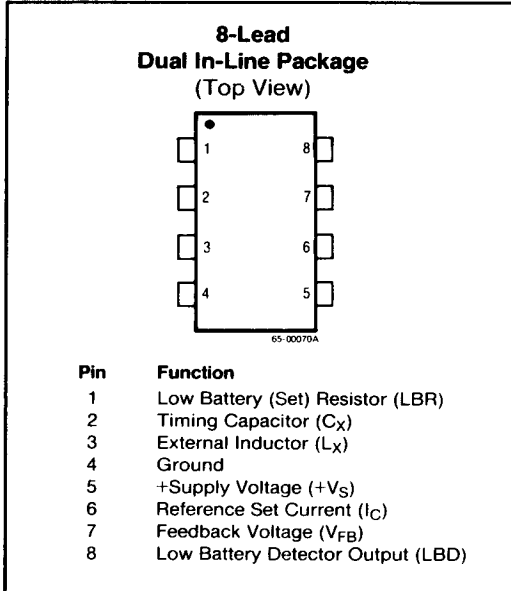 8-Lead
Dual In-Line Package
(Top View)
1 8
2 7
3 6
4 5
65-00070A
Pin Function
1 Low Battery (Set) Resistor (LBR)
2 Timing Capacitor (CX)
3 External Inductor (LX)
4 Ground
5 +Supply Voltage (+VS)
6 Reference Set Current (IC)
7 Feedback Voltage (VFB)
8 Low Battery Detector Output (LBD)